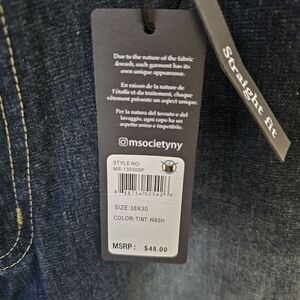 Due to the nature of the fabric
&wash, each garment has its
own unique appearance.
En raison de la nature de
l'étoffe et du traitement, chaque
vêtement présente un aspect unique.
Per la natura del tessuto e del
lavaggio, ogni capo ha un
aspetto unico e irripetibile.
@msocietyny
STYLE NO:
MS-13030SF
SIZE:38X30
COLOR:TINT WASH
MSRP : $48.00
Straight fit